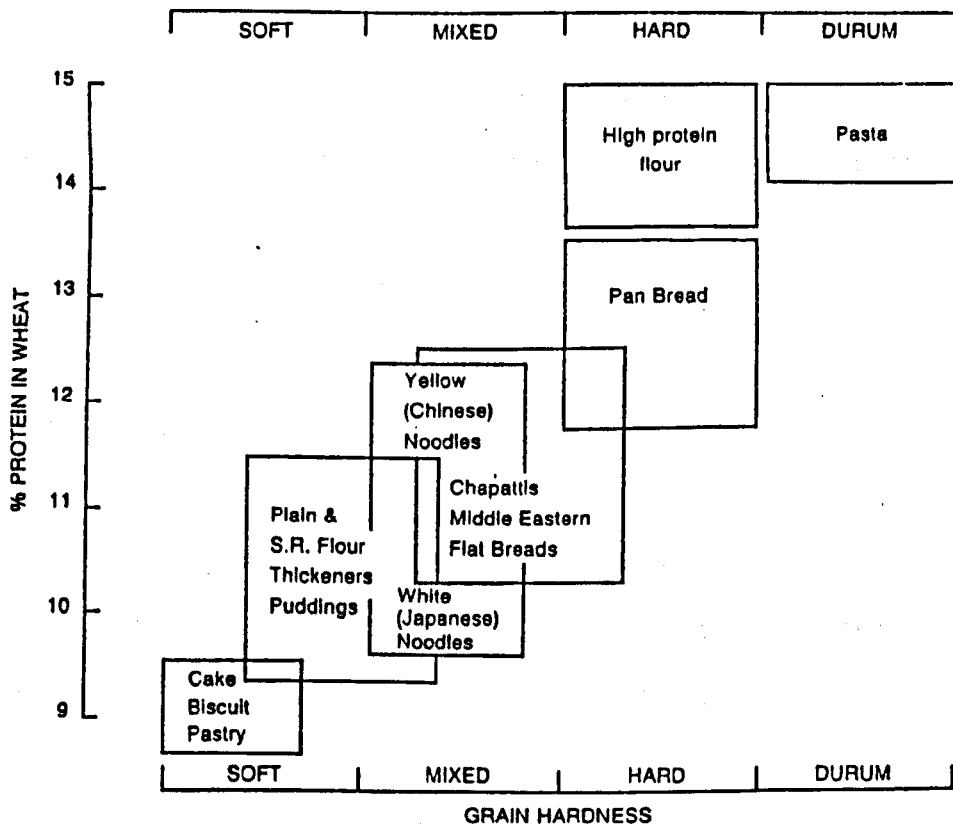 SOFT MIXED HARD DURUM
15
14
13
12
11
10
9
% PROTEIN IN WHEAT
High protein
flour
Pasta
Pan Bread
Yellow
(Chinese)
Noodles
Chapattis
Middle Eastern
Flat Breads
Plain &
S.R. Flour
Thickeners
Puddings
White
(Japanese)
Noodles
Cake
Biscuit
Pastry
SOFT MIXED HARD DURUM
GRAIN HARDNESS